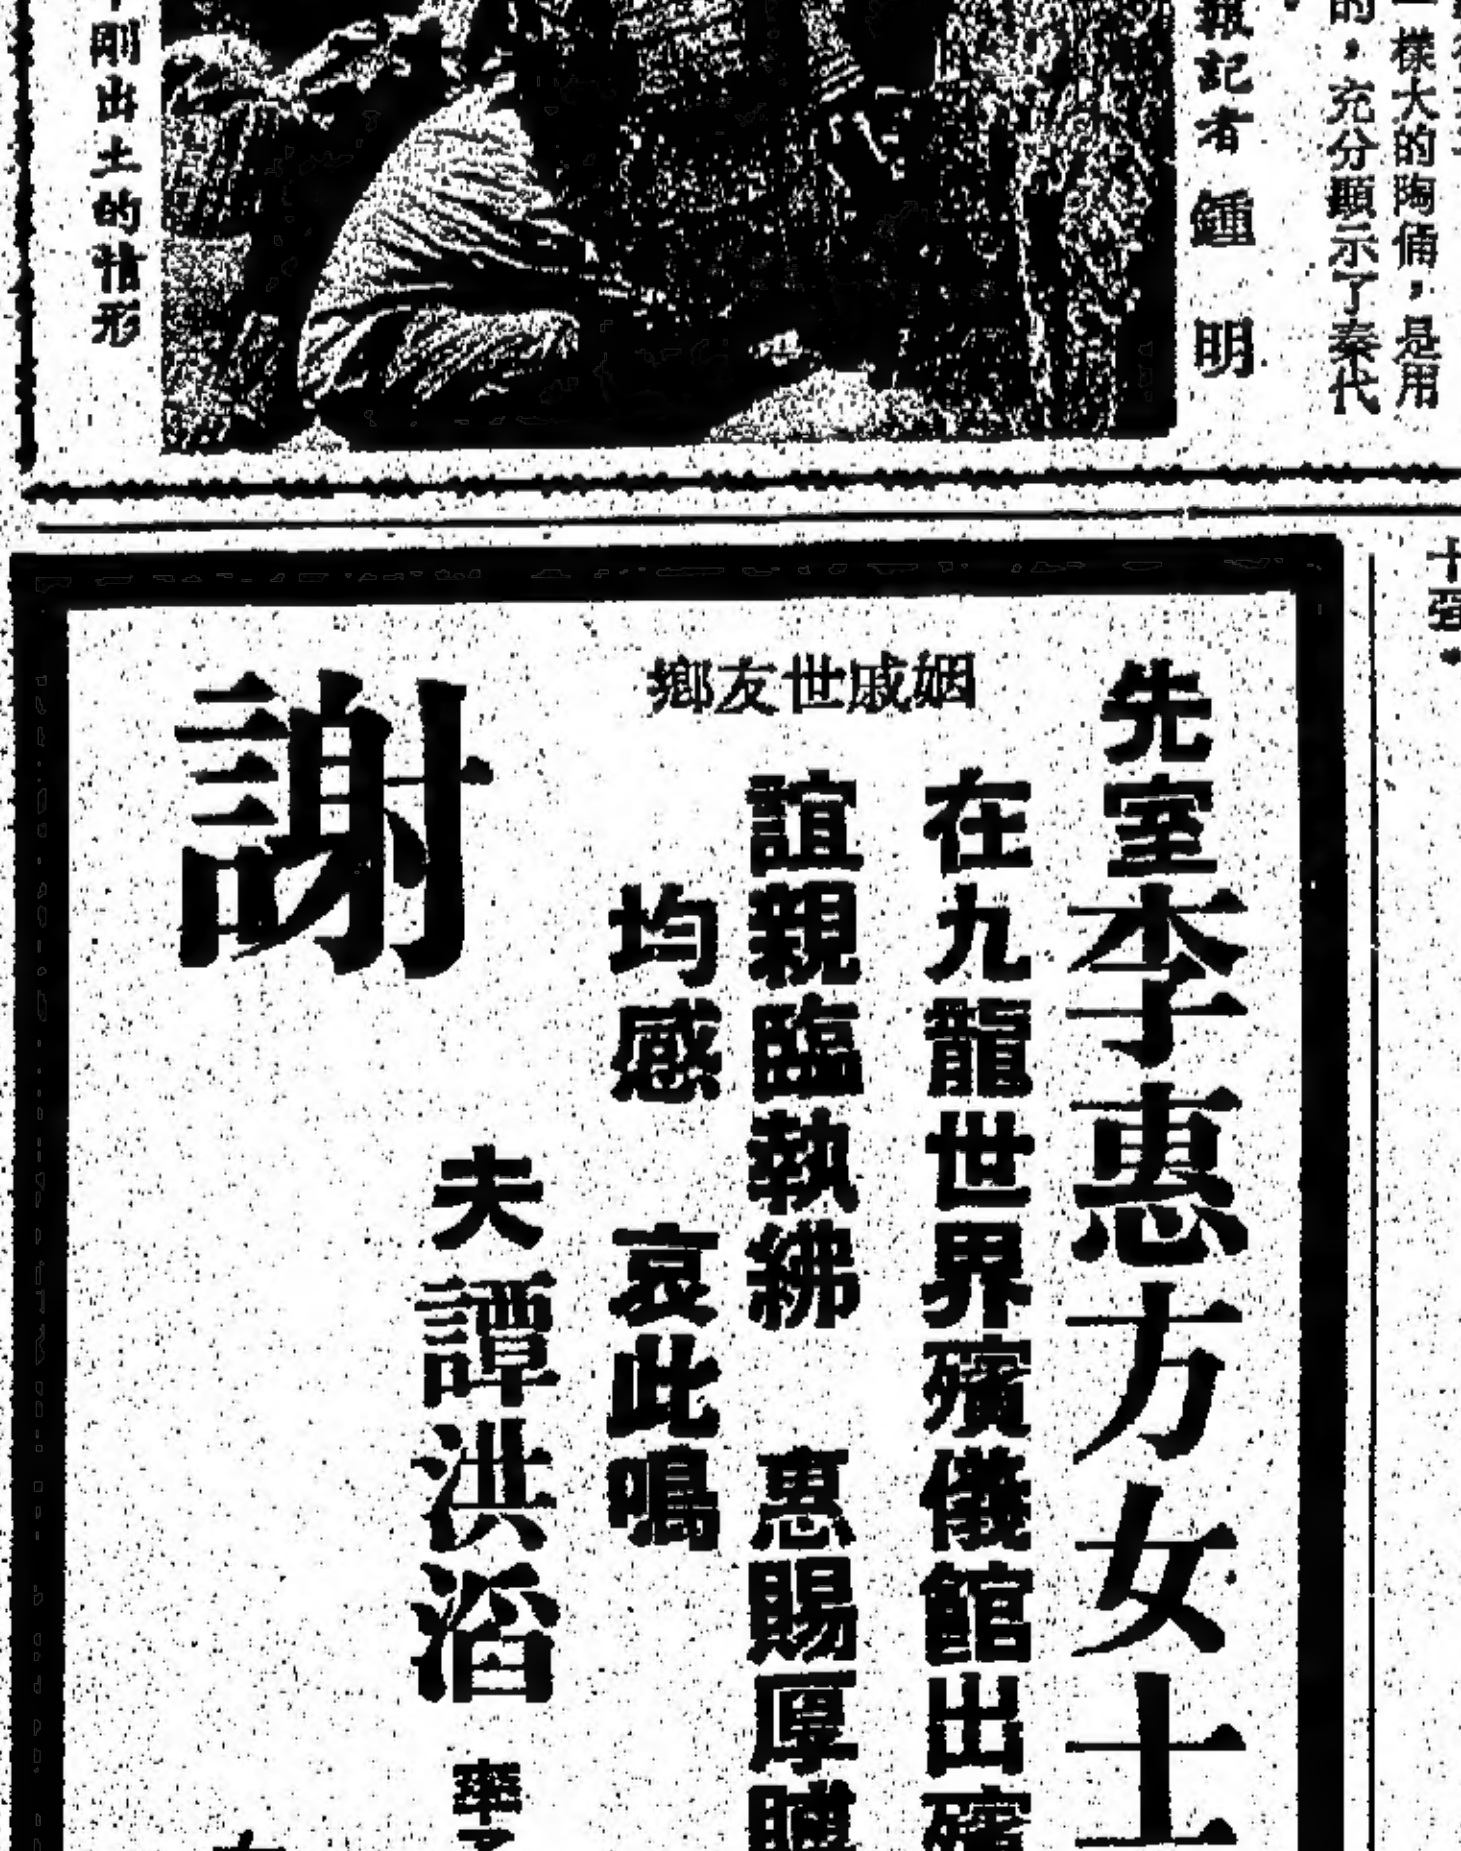 一樣大的陶俑，是用
的，充分顯示了秦代
報記者 鍾 明
剛出土的情形
先室李惠方女士
在九龍世界殯儀館出殯
姻戚世友鄉
誼親臨執紼 惠賜厚賻
均感 哀此鳴
謝
夫譚洪滔 率子